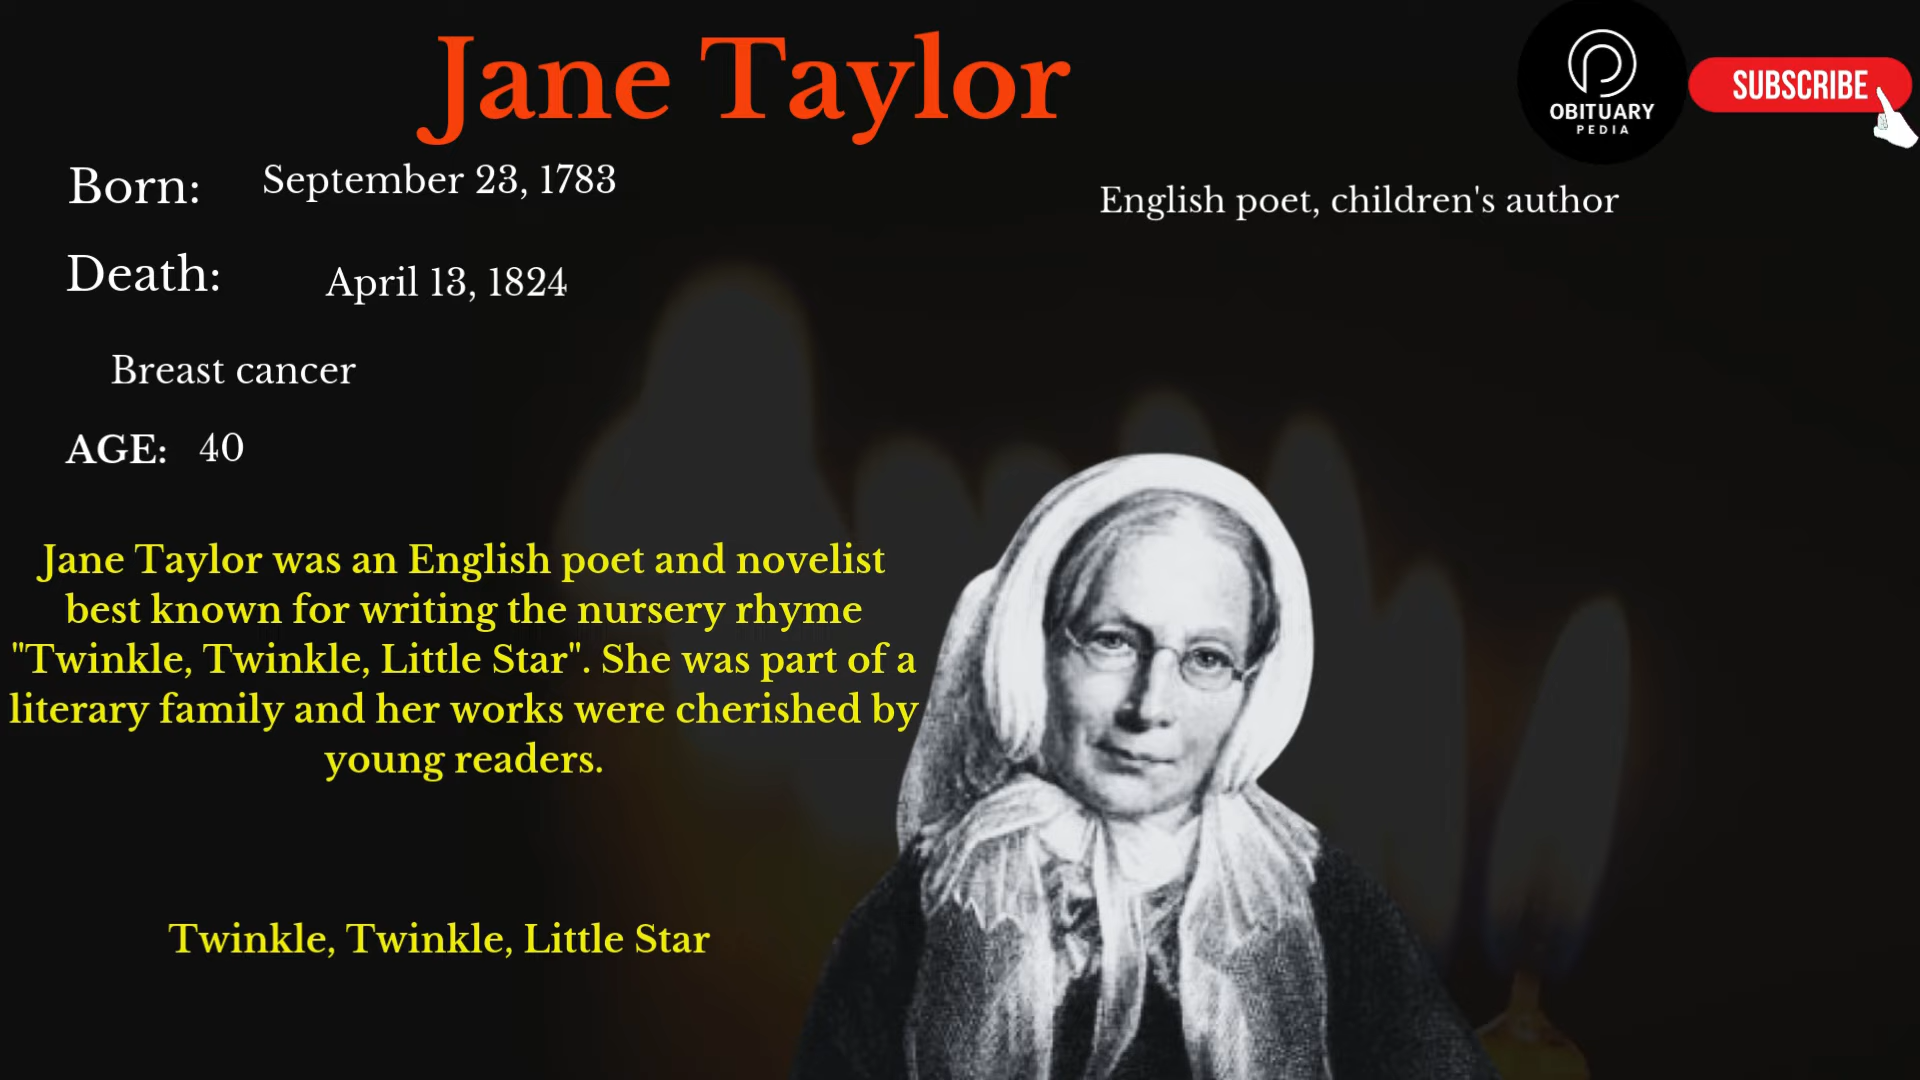 Jane Taylor
OBITUARY
PEDIA
SUBSCRIBE
Born: September 23, 1783
English poet, children's author
Death: April 13, 1824
Breast cancer
AGE: 40
Jane Taylor was an English poet and novelist
best known for writing the nursery rhyme
"Twinkle, Twinkle, Little Star". She was part of a
literary family and her works were cherished by
young readers.
Twinkle, Twinkle, Little Star